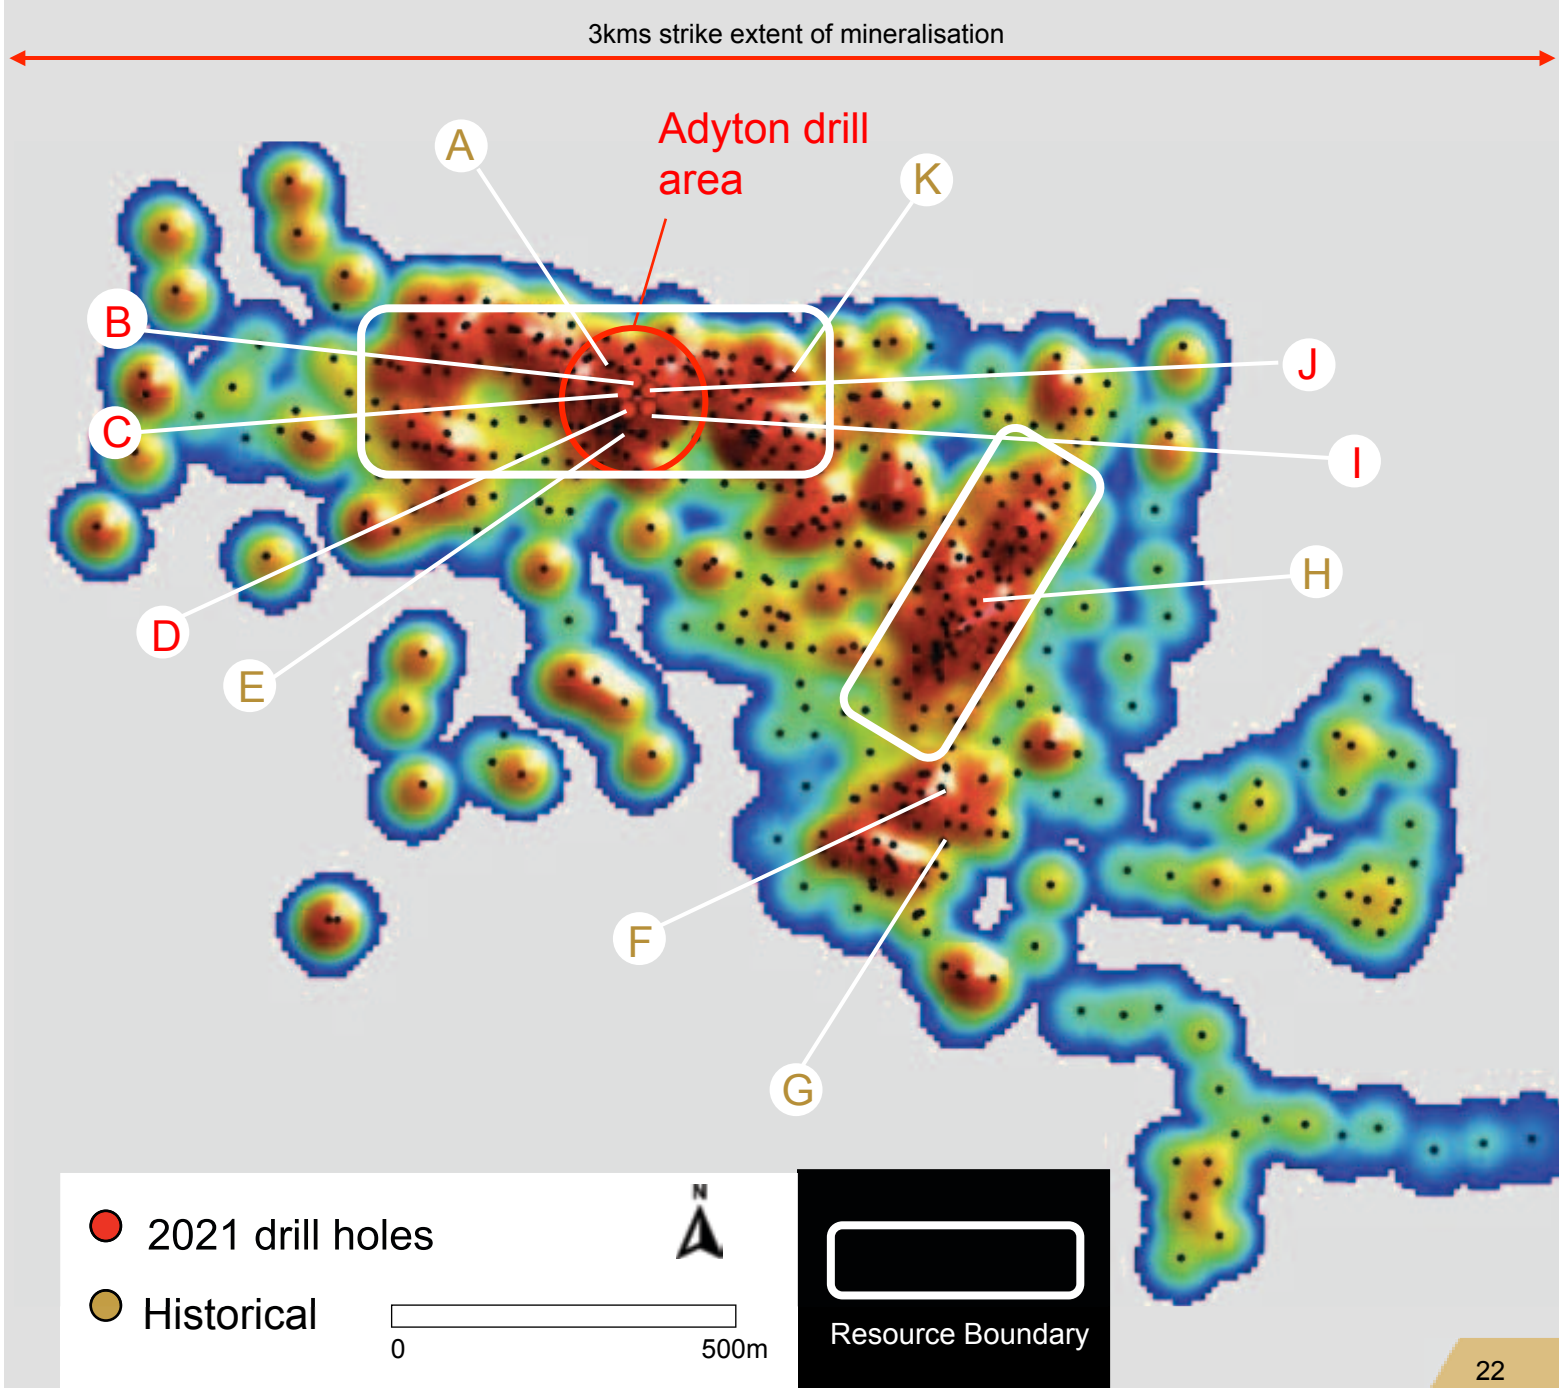 3kms strike extent of mineralisation
Adyton drill
area
A
K
B
J
C
I
H
D
E
F
G
N
2021 drill holes
Historical
0
500m
Resource Boundary
22